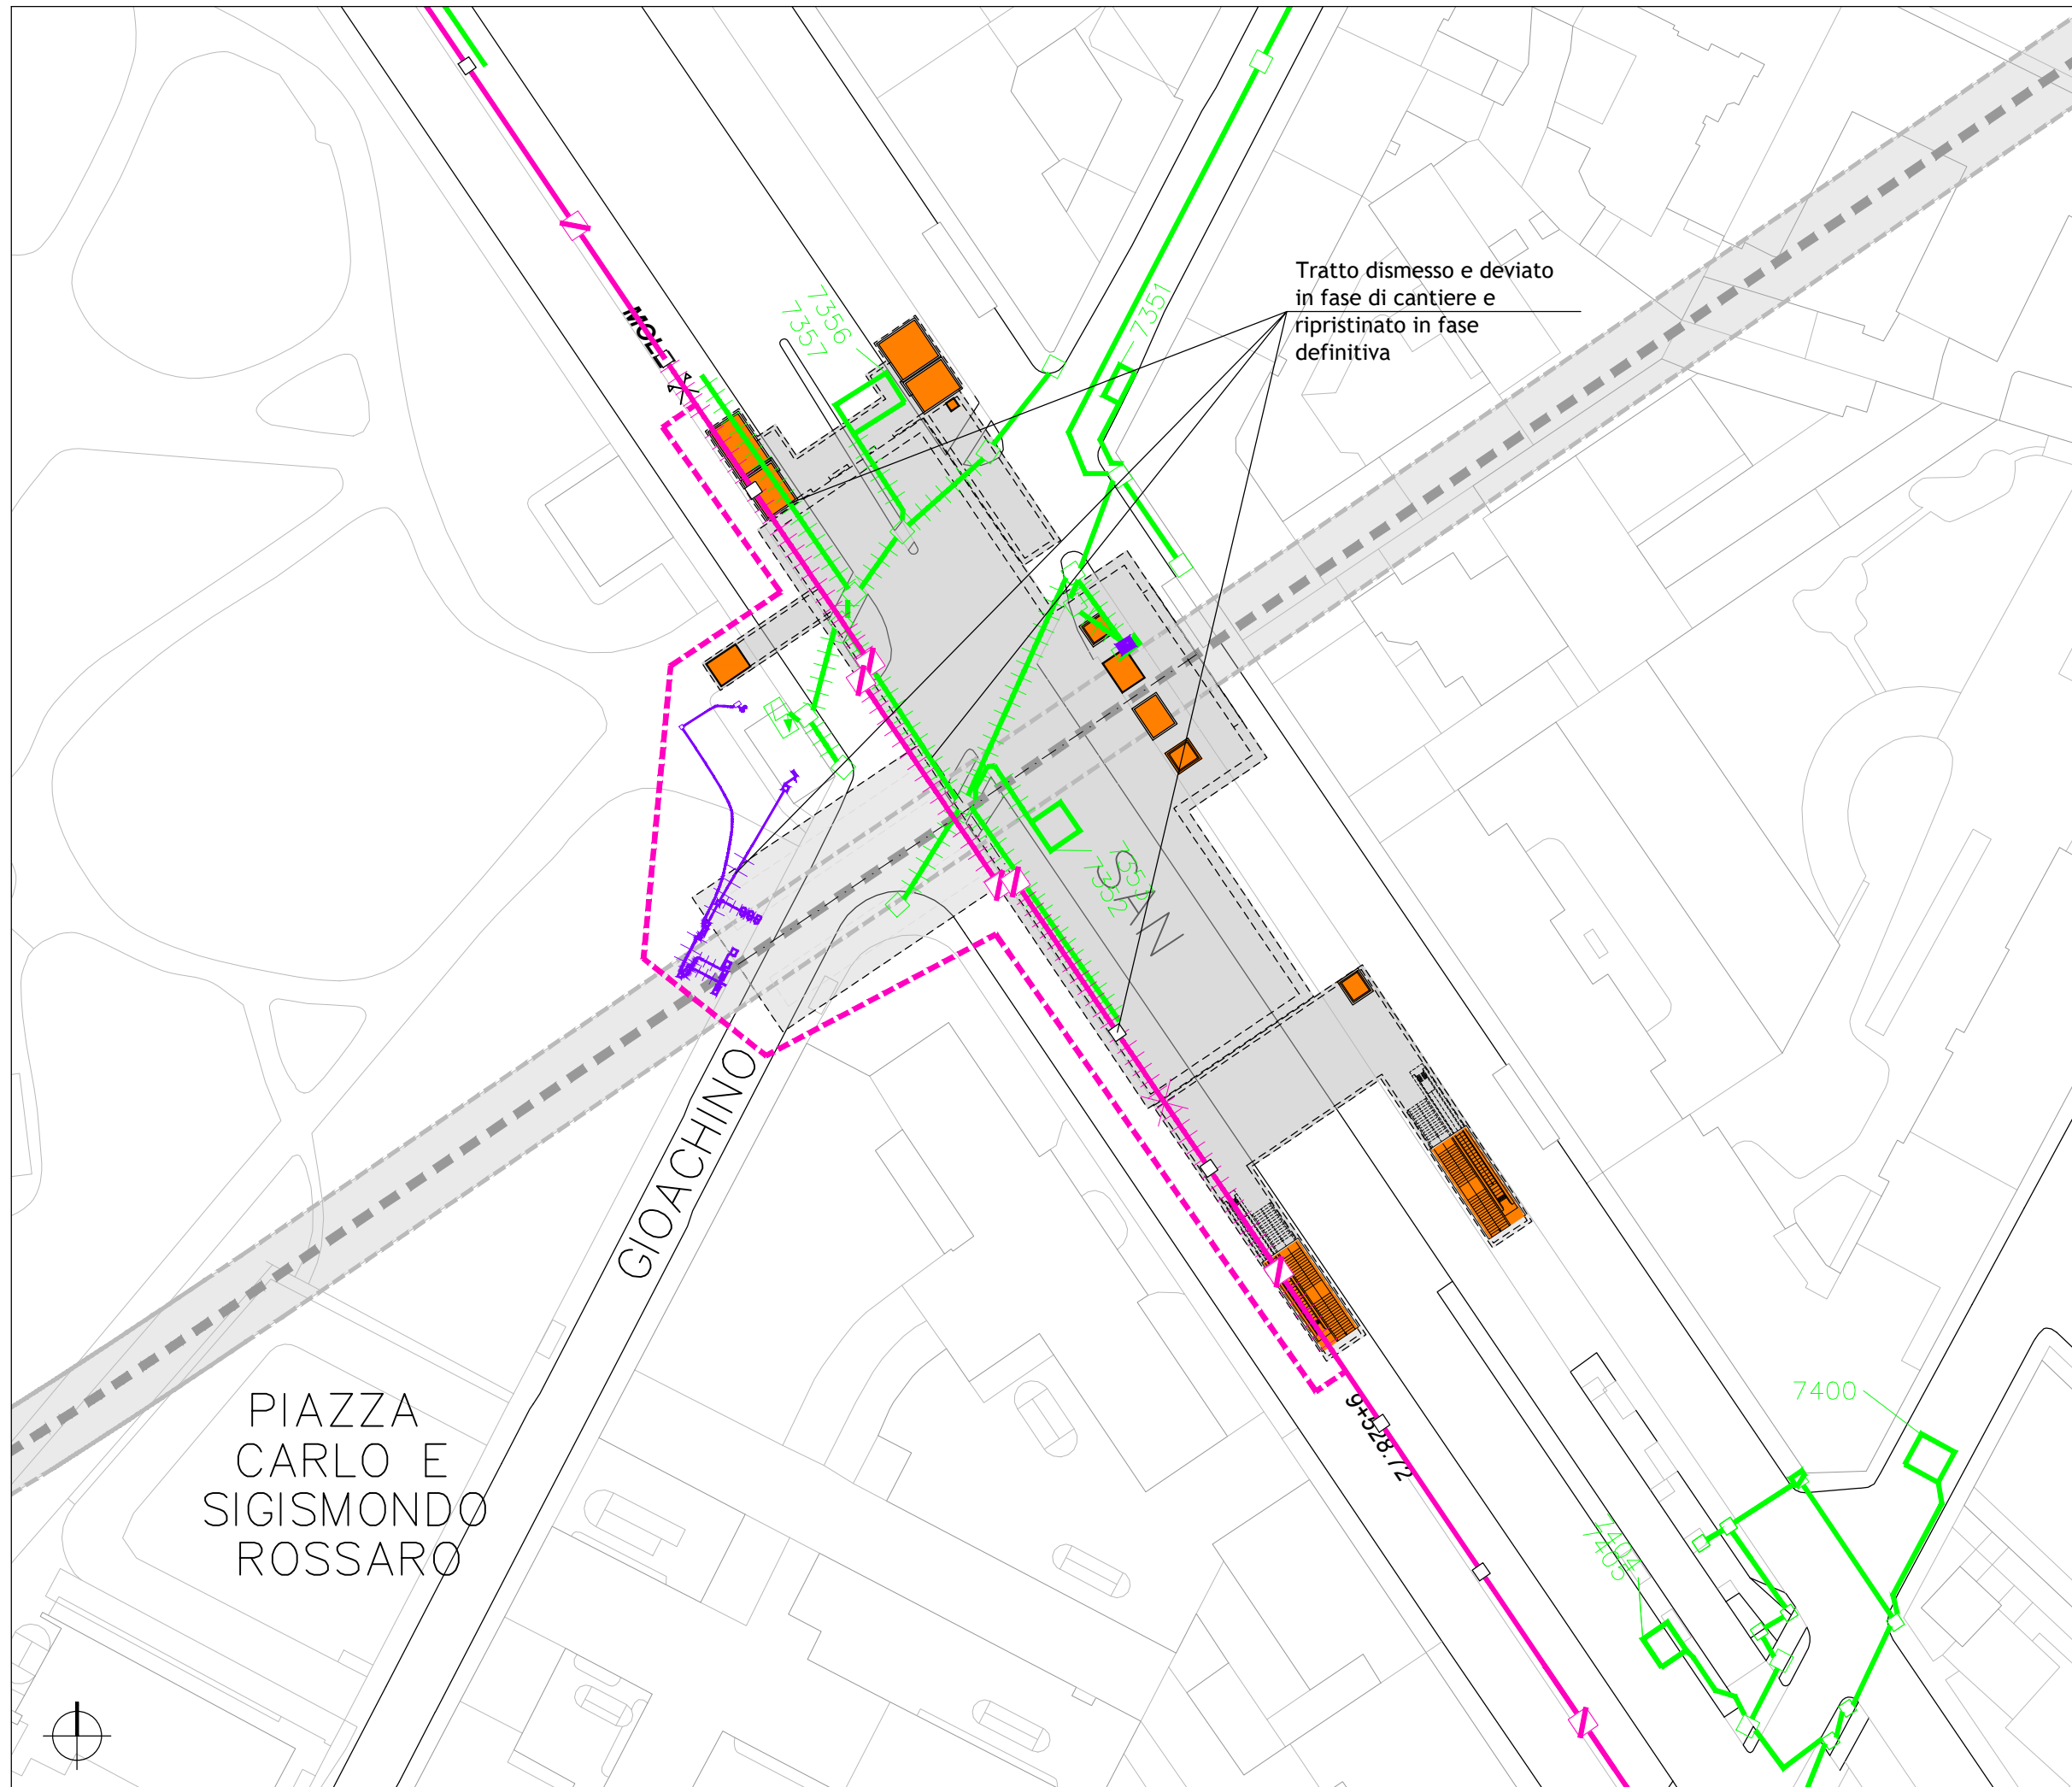 Tratto dismesso e deviato
in fase di cantiere e
ripristinato in fase
definitiva
7351
7356
7357
7352
SAN
GIOACHINO
9+528.72
PIAZZA
CARLO E
SIGISMONDO
ROSSARO
7400
7404
7405